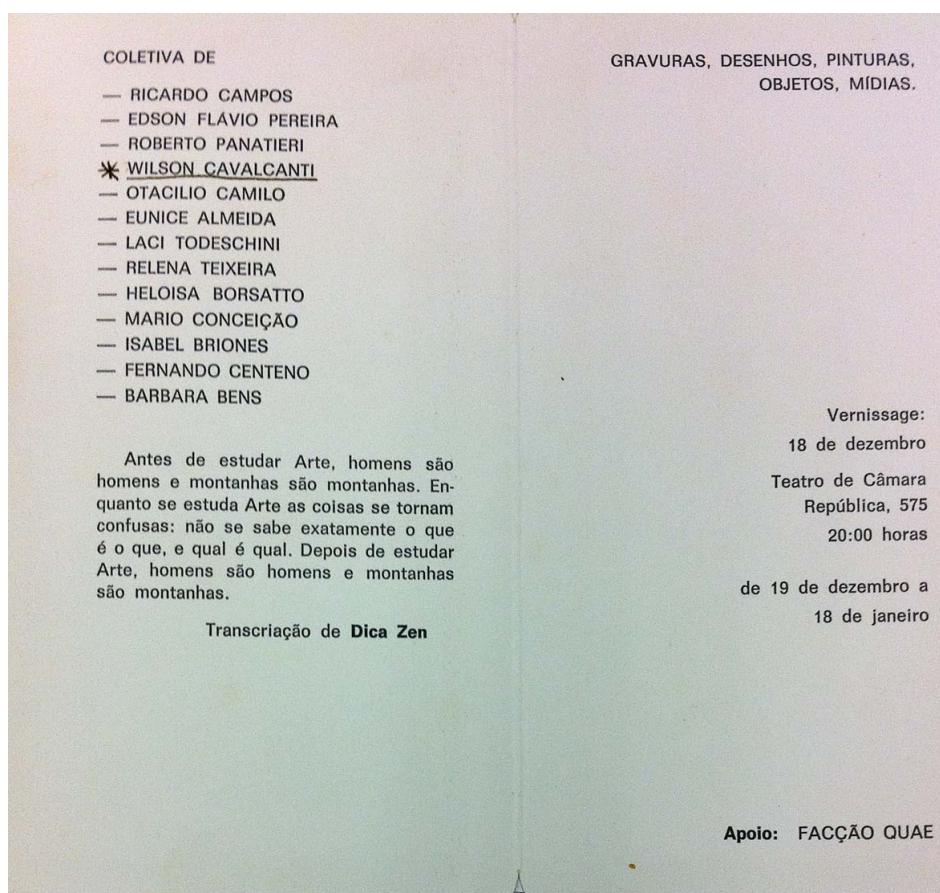 COLETIVA DE
— RICARDO CAMPOS
— EDSON FLÁVIO PEREIRA
— ROBERTO PANATIERI
* WILSON CAVALCANTI
— OTACILIO CAMILO
— EUNICE ALMEIDA
— LACI TODESCHINI
— RELENA TEIXEIRA
— HELOISA BORSATTO
— MARIO CONCEIÇÃO
— ISABEL BRIONES
— FERNANDO CENTENO
— BARBARA BENS
Antes de estudar Arte, homens são
homens e montanhas são montanhas. En-
quanto se estuda Arte as coisas se tornam
confusas: não se sabe exatamente o que
é o que, e qual é qual. Depois de estudar
Arte, homens são homens e montanhas
são montanhas.
Transcriação de Dica Zen
GRAVURAS, DESENHOS, PINTURAS,
OBJETOS, MÍDIAS.
Vernissage:
18 de dezembro
Teatro de Câmara
República, 575
20:00 horas
de 19 de dezembro a
18 de janeiro
Apoio: FACÇÃO QUAE